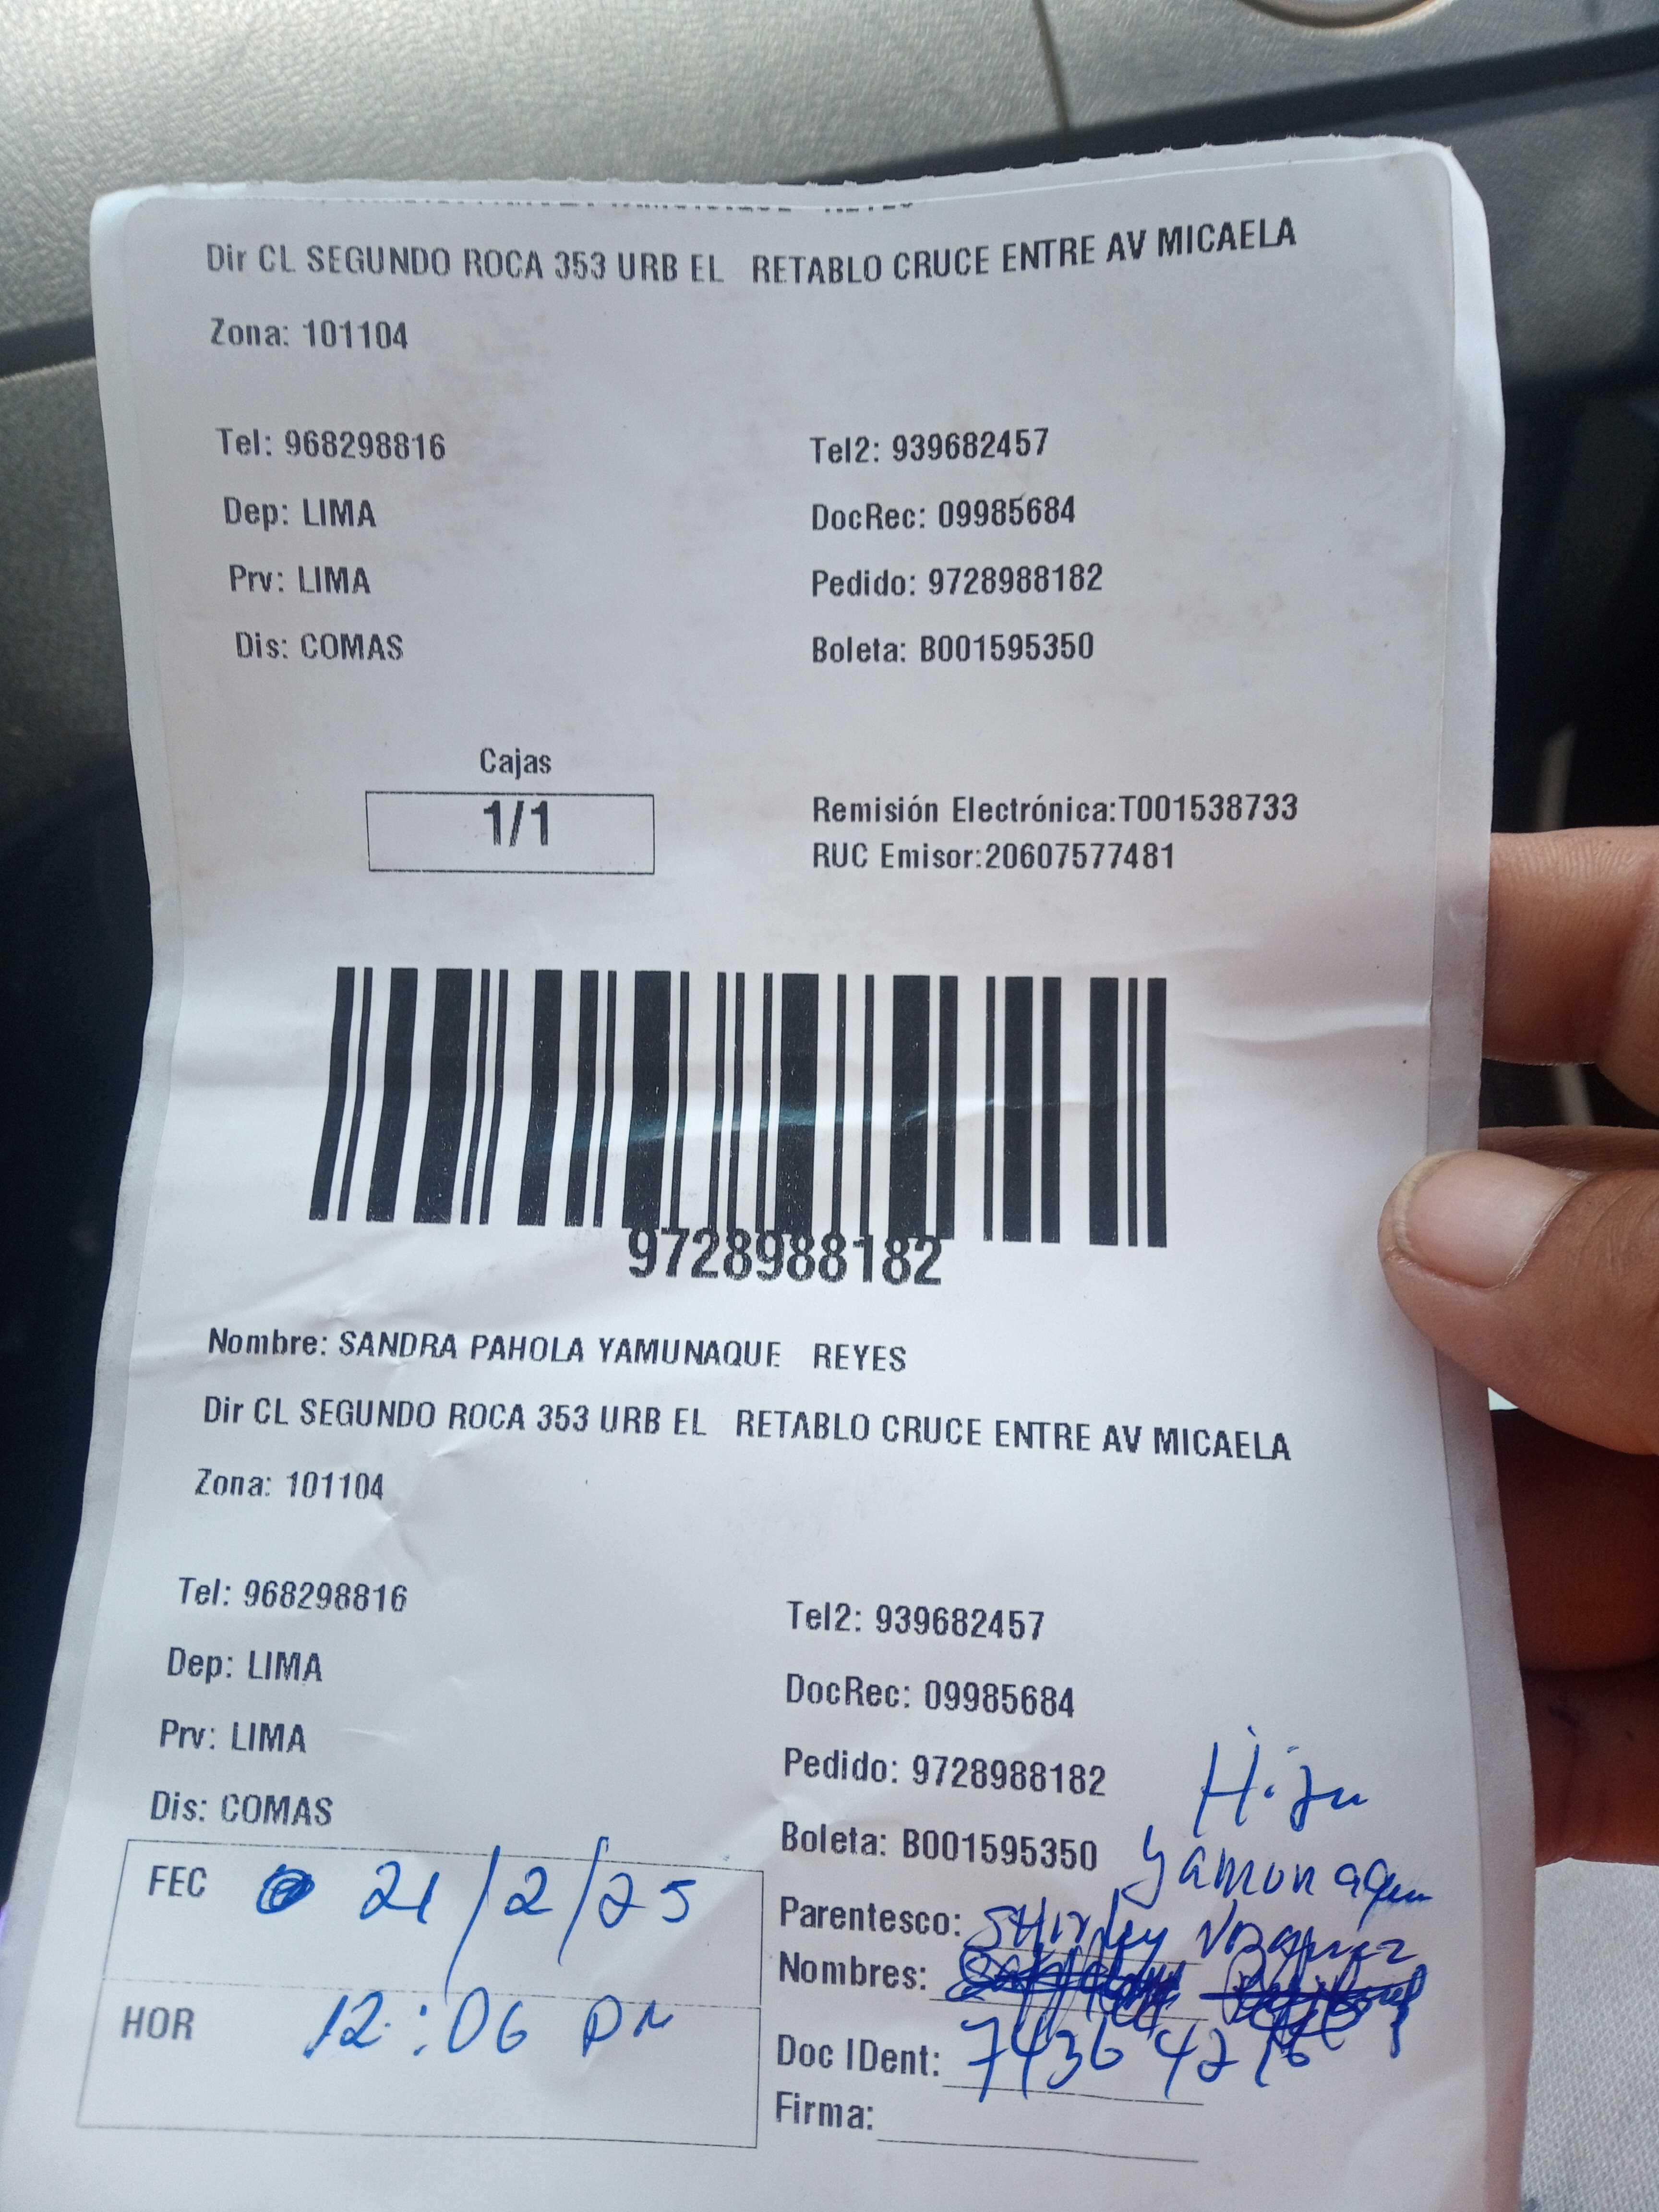 Dir CL SEGUNDO ROCA 353 URB EL RETABLO CRUCE ENTRE AV MICAELA
Zona: 101104
Tel: 968298816 Tel2: 939682457
Dep: LIMA DocRec: 09985684
Prv: LIMA Pedido: 9728988182
Dis: COMAS Boleta: B001595350
Cajas
1/1
Remisión Electrónica:T001538733
RUC Emisor:20607577481
9728988182
Nombre: SANDRA PAHOLA YAMUNAQUE REYES
Dir CL SEGUNDO ROCA 353 URB EL RETABLO CRUCE ENTRE AV MICAELA
Zona: 101104
Tel: 968298816 Tel2: 939682457
Dep: LIMA DocRec: 09985684
Prv: LIMA Pedido: 9728988182
Dis: COMAS Boleta: B001595350
FEC 21/2/25
HOR 12:06 pm
Parentesco: Shirley
Nombres:
Doc IDent:
Firma: